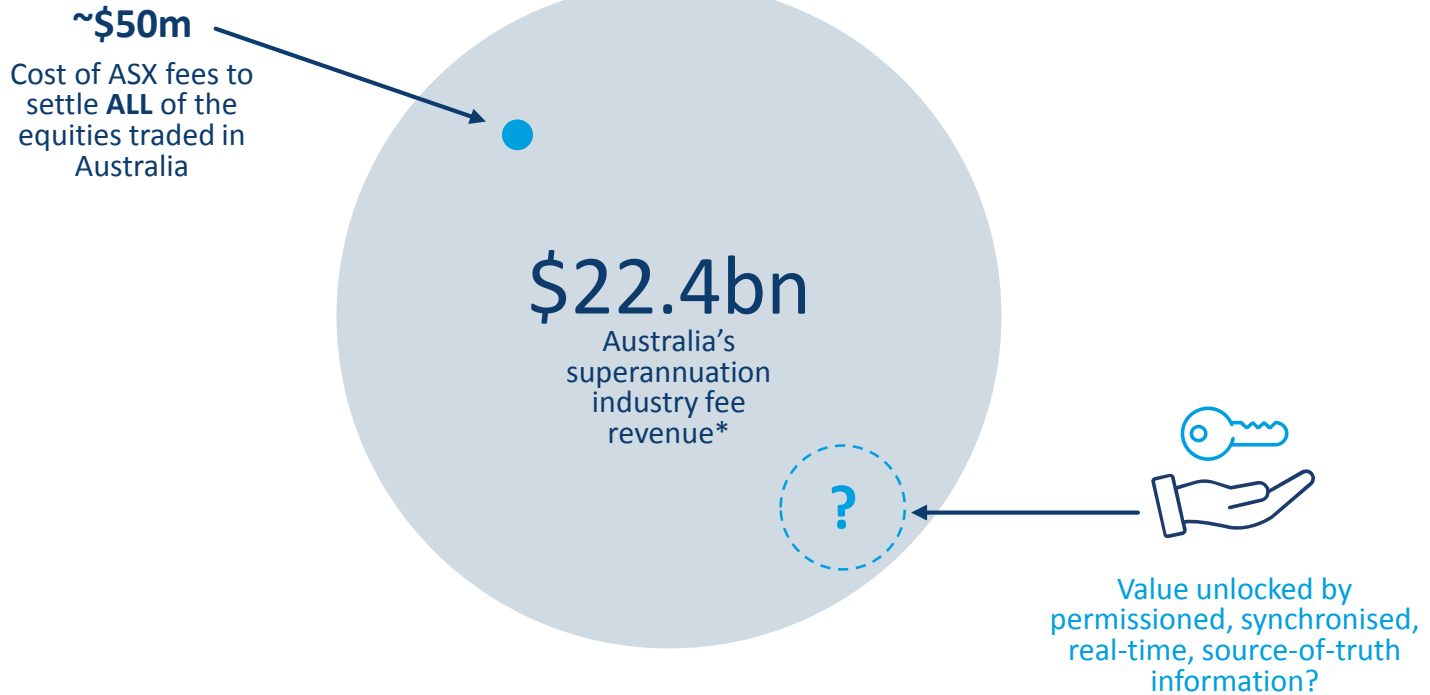 ~$50m
Cost of ASX fees to
settle ALL of the
equities traded in
Australia
$22.4bn
Australia’s
superannuation
industry fee
revenue*
?
Value unlocked by
permissioned, synchronised,
real-time, source-of-truth
information?